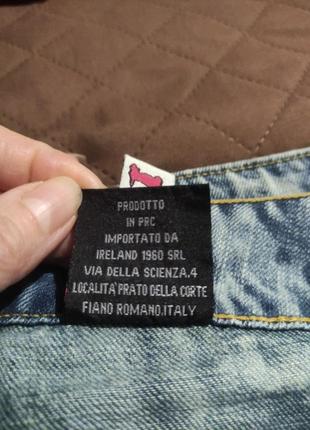 PRODOTTO
IN PRC
IMPORTATO DA
IRELAND 1960 SRL
VIA DELLA SCIENZA.4
LOCALITA' PRATO DELLA CORTE
FIANO ROMANO.ITALY